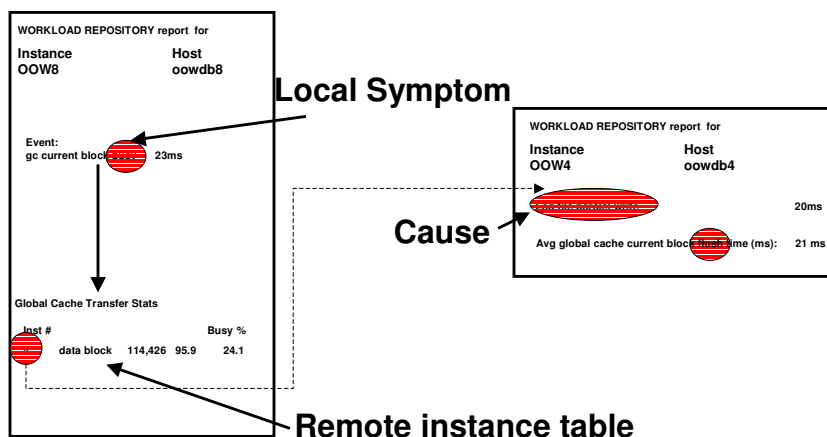 WORKLOAD REPOSITORY report for
Instance Host
OOW8 oowdb8
Local Symptom
Event:
gc current block 23ms
Global Cache Transfer Stats
Inst # Busy %
data block 114,426 95.9 24.1
Remote instance table
WORKLOAD REPOSITORY report for
Instance Host
OOW4 oowdb4
20ms
Cause
Avg global cache current block flush time (ms): 21 ms